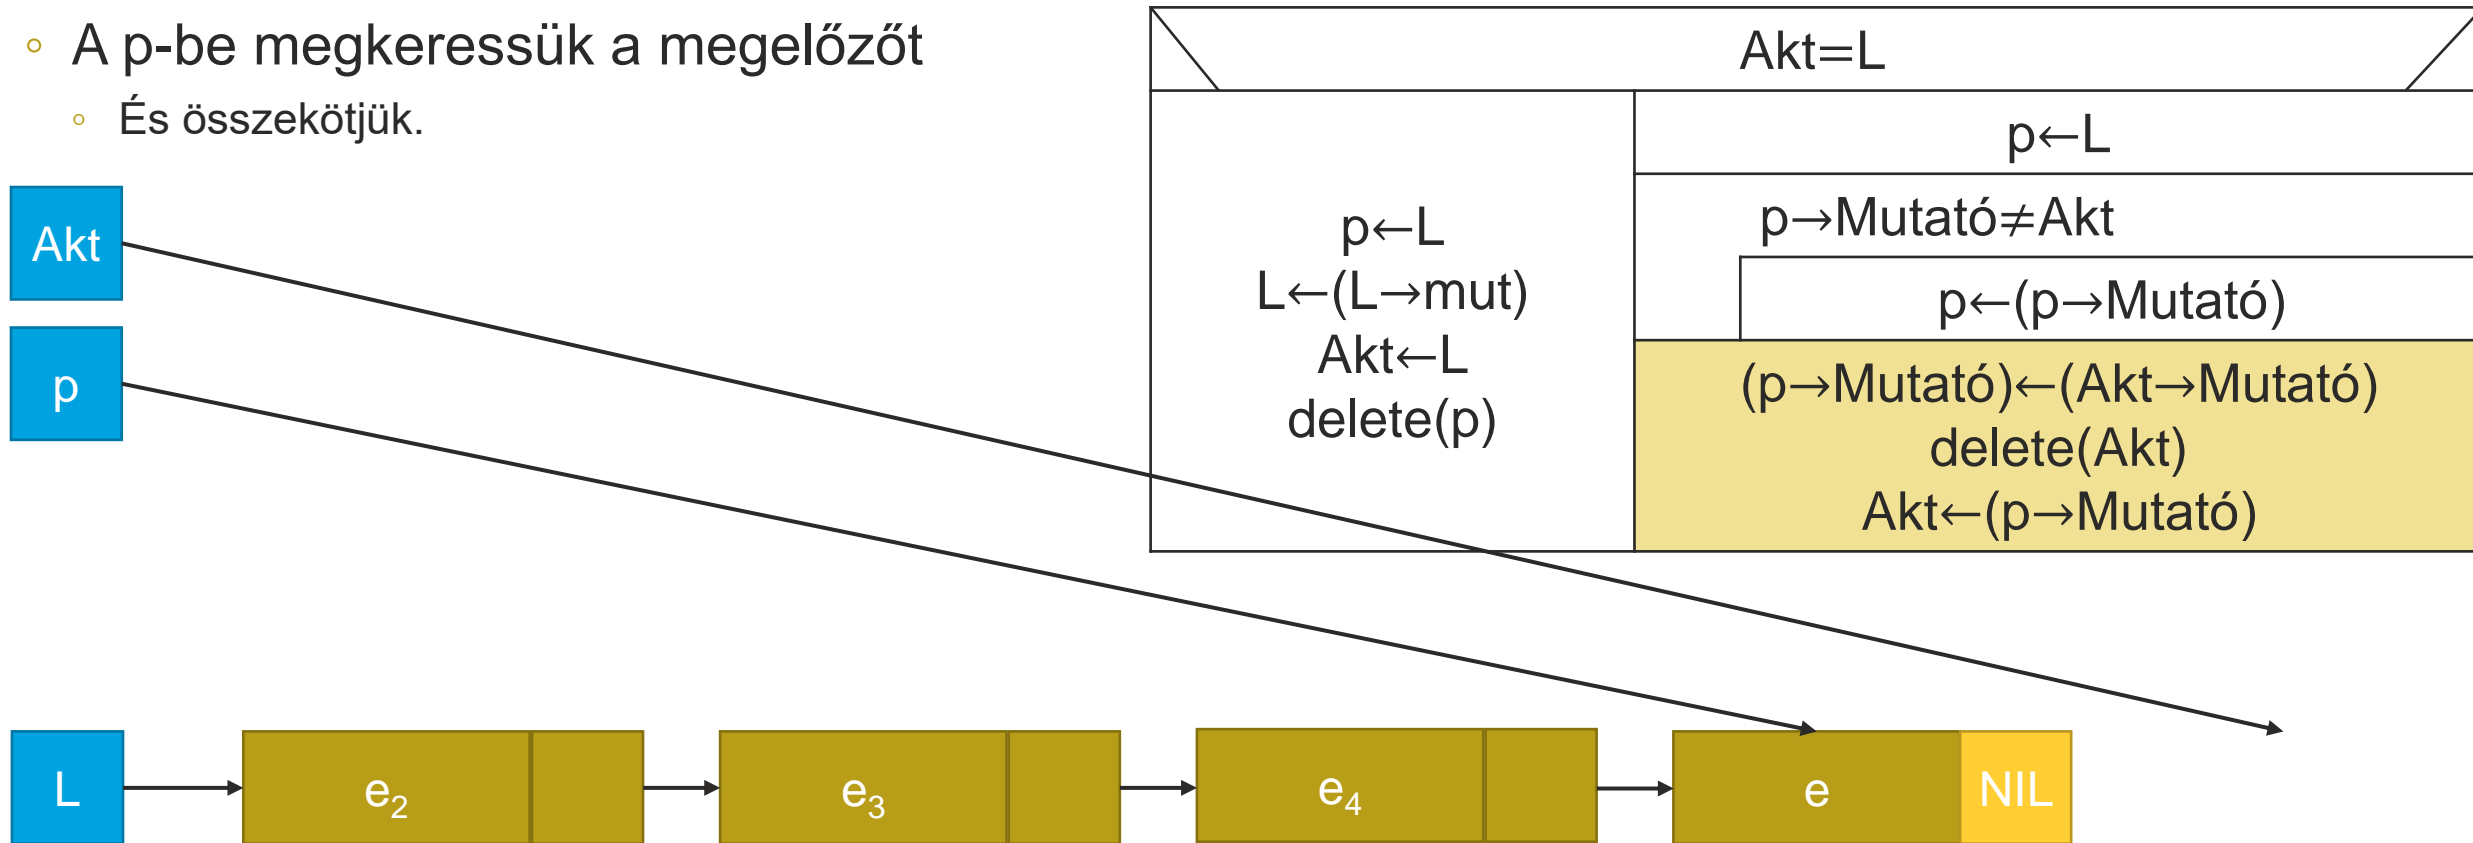 A p-be megkeressük a megelőzőt
És összekötjük.
Akt=L
p←L
L←(L→mut)
Akt←L
delete(p)
p←L
p→Mutató≠Akt
p←(p→Mutató)
(p→Mutató)←(Akt→Mutató)
delete(Akt)
Akt←(p→Mutató)
Akt
p
L
e₂
e₃
e₄
e
NIL